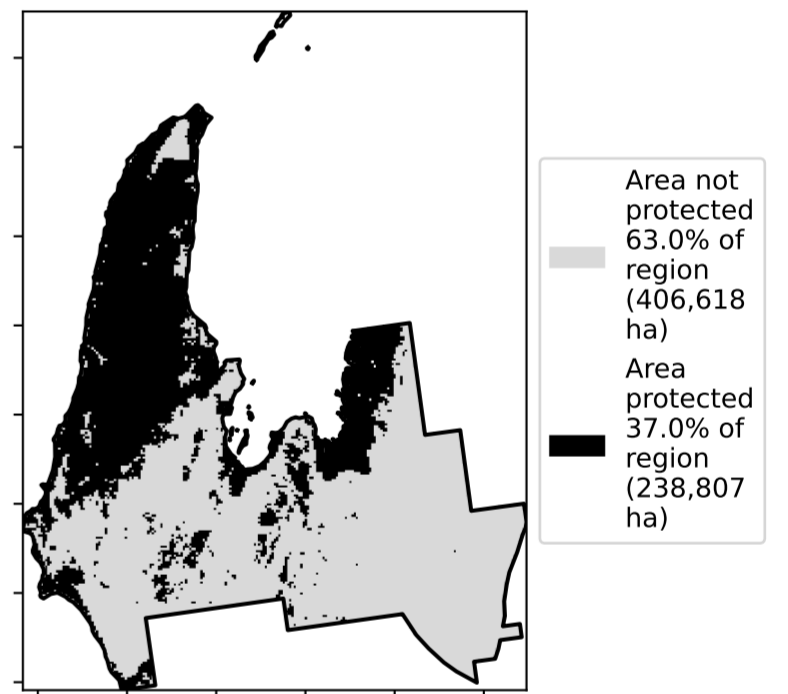 Area not
protected
63.0% of
region
(406,618
ha)
Area
protected
37.0% of
region
(238,807
ha)